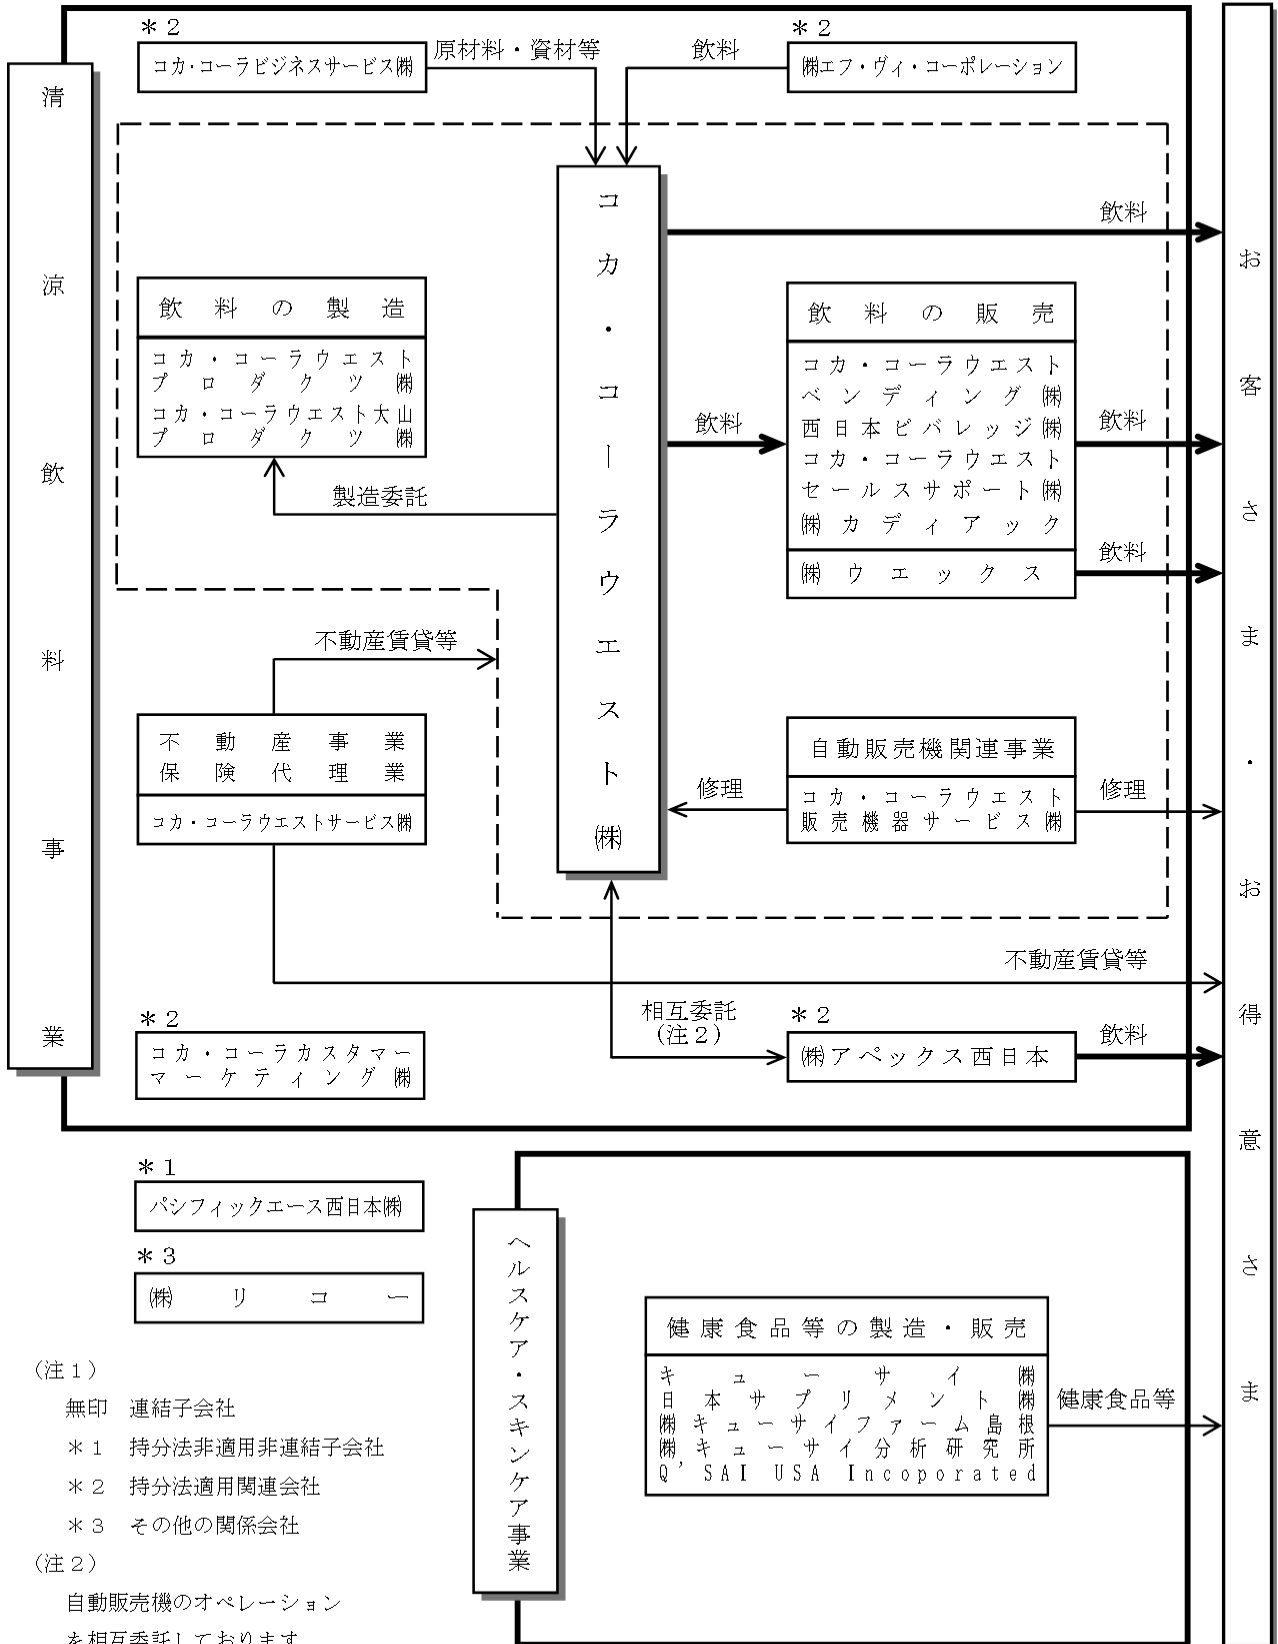 ＊２
コカ・コーラビジネスサービス㈱
原材料・資材等
飲料
＊２
㈱エフ・ヴィ・コーポレーション
清涼飲料事業
コカ・コーラウエスト㈱
飲料
お客さま・お得意さま
飲料の製造
コカ・コーラウエスト
プロダクツ㈱
コカ・コーラウエスト大山
プロダクツ㈱
製造委託
飲料
飲料の販売
コカ・コーラウエスト
ベンディング㈱
西日本ビバレッジ㈱
コカ・コーラウエスト
セールスサポート㈱
㈱カディアック
㈱ウエックス
飲料
飲料
不動産賃貸等
不動産事業
保険代理業
コカ・コーラウエストサービス㈱
修理
自動販売機関連事業
コカ・コーラウエスト
販売機器サービス㈱
修理
不動産賃貸等
＊２
コカ・コーラカスタマー
マーケティング㈱
相互委託
（注２）
＊２
㈱アペックス西日本
飲料
＊１
パシフィックエース西日本㈱
＊３
㈱リコー
ヘルスケア・スキンケア事業
健康食品等の製造・販売
キューサイ㈱
日本サプリメント㈱
㈱キューサイファーム島根
㈱キューサイ分析研究所
Q’SAI USA Incoporated
健康食品等
（注１）
無印　連結子会社
＊１　持分法非適用非連結子会社
＊２　持分法適用関連会社
＊３　その他の関係会社
（注２）
自動販売機のオペレーション
を相互委託しております